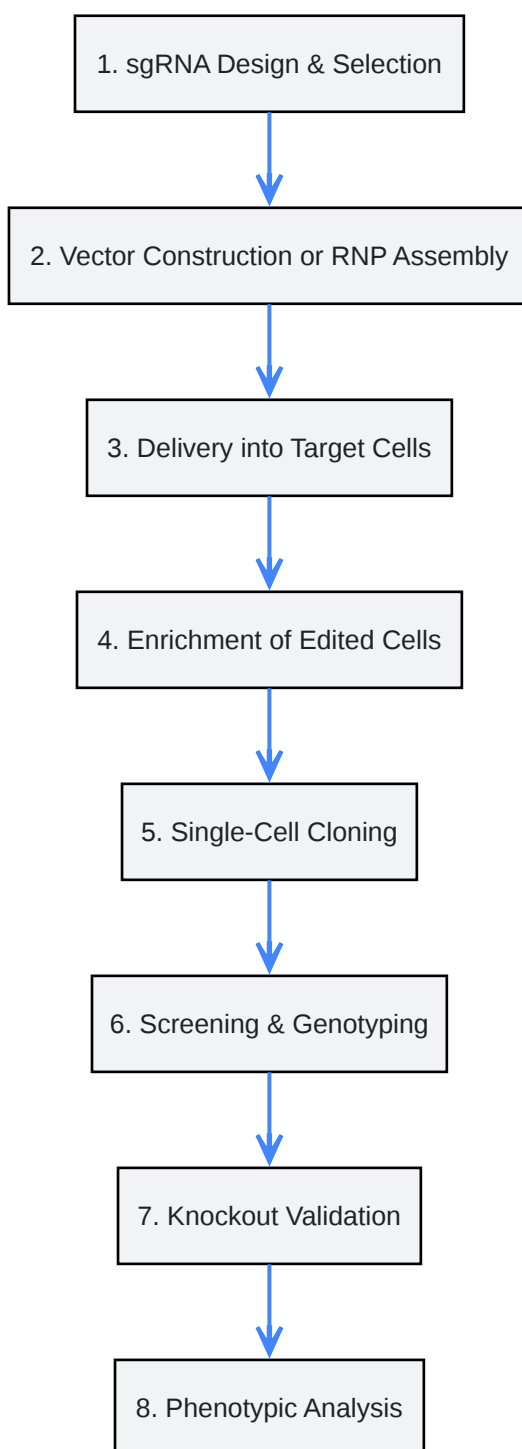 1. sgRNA Design & Selection
2. Vector Construction or RNP Assembly
3. Delivery into Target Cells
4. Enrichment of Edited Cells
5. Single-Cell Cloning
6. Screening & Genotyping
7. Knockout Validation
8. Phenotypic Analysis